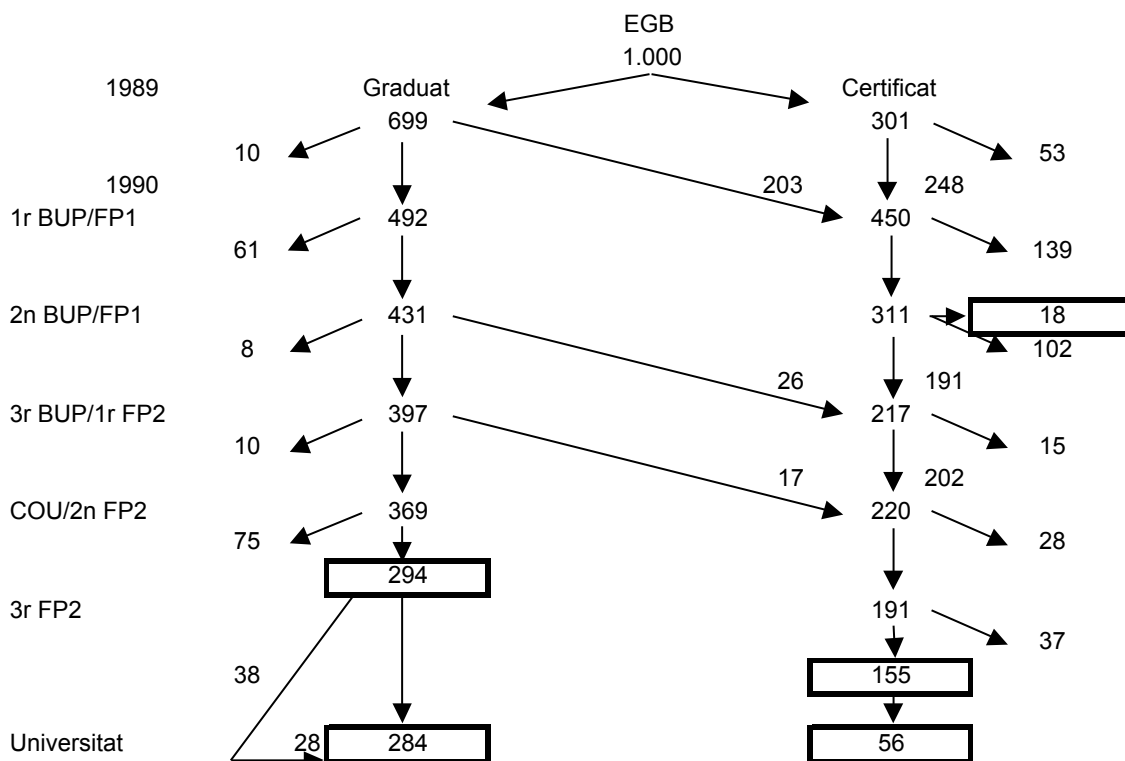 EGB
1.000
1989 Graduat Certificat
699 301
10 53
1990 203 248
1r BUP/FP1 492 450
61 139
2n BUP/FP1 431 311 18
8 102
26 191
3r BUP/1r FP2 397 217
10 15
17 202
COU/2n FP2 369 220
75 28
294
3r FP2 191
37
38 155
Universitat 28 284 56